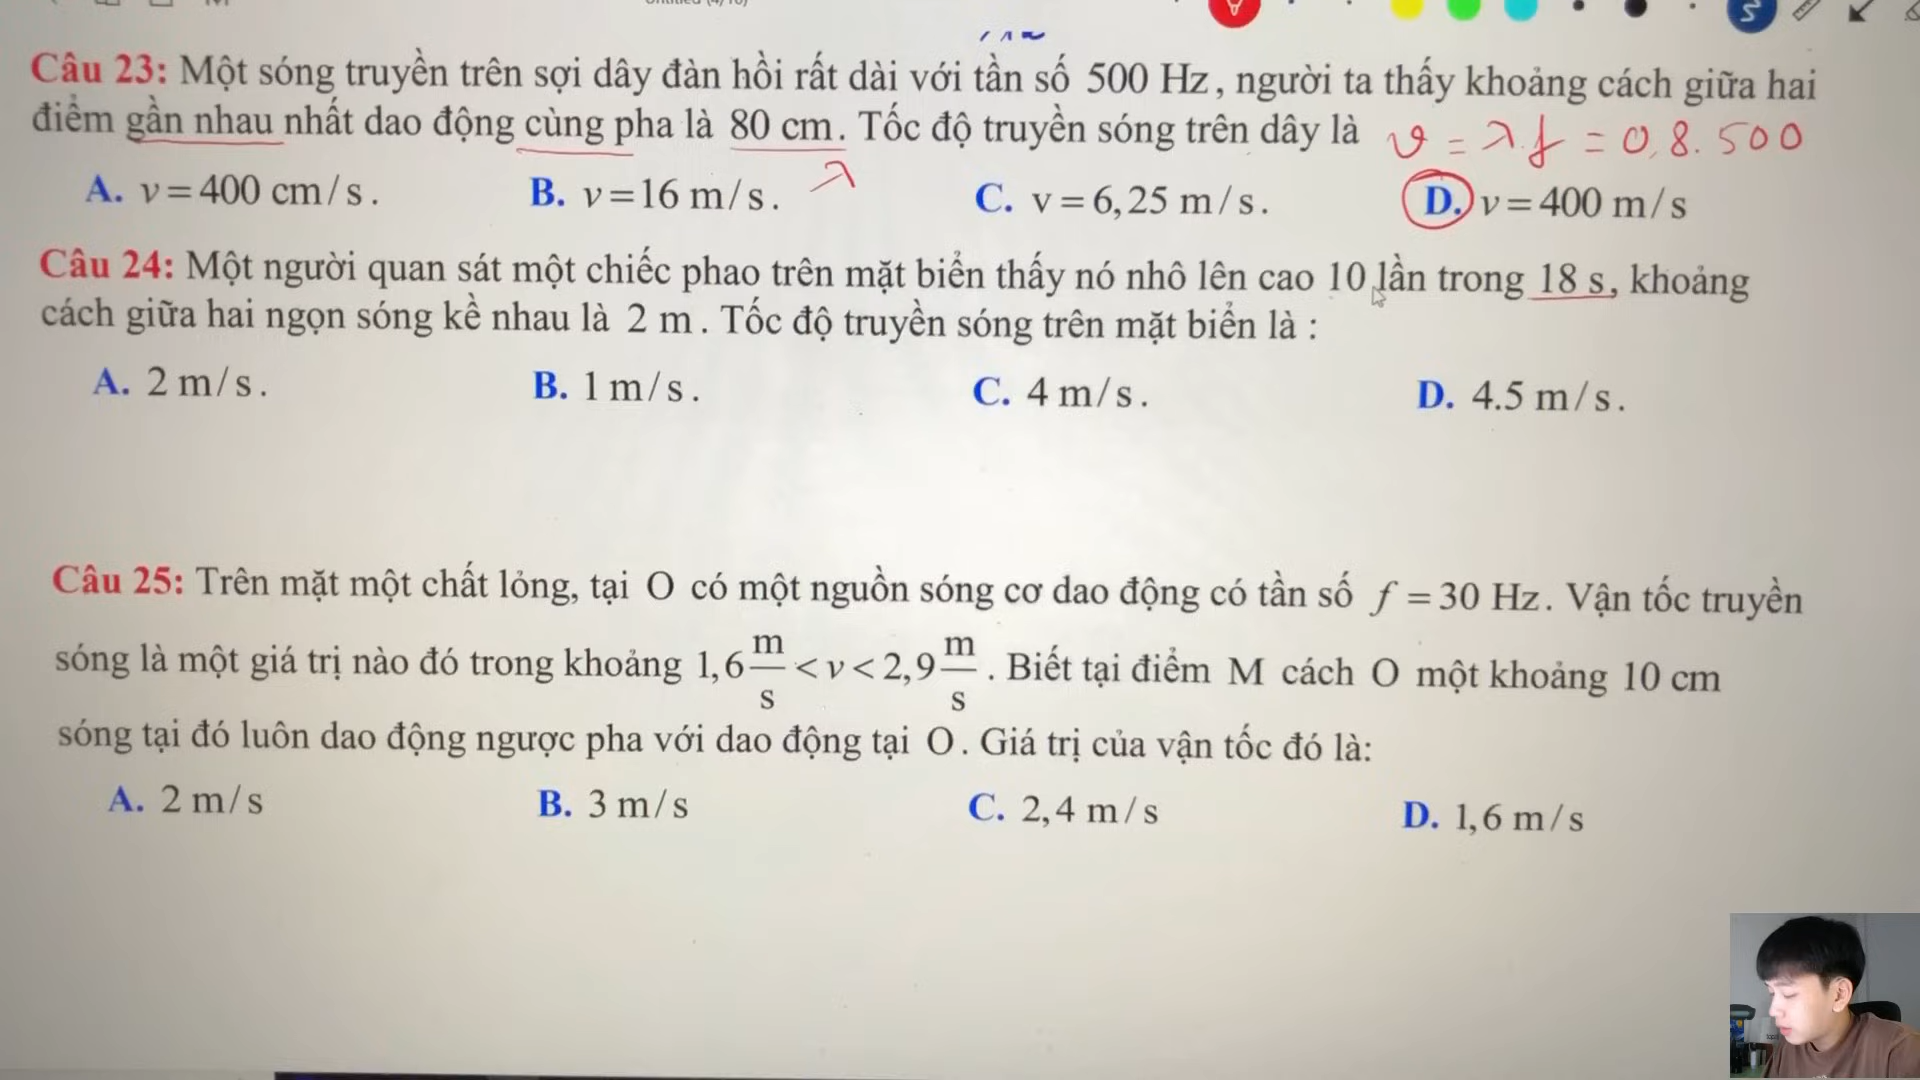 Câu 23: Một sóng truyền trên sợi dây đàn hồi rất dài với tần số 500 Hz, người ta thấy khoảng cách giữa hai
điểm gần nhau nhất dao động cùng pha là 80 cm. Tốc độ truyền sóng trên dây là v = λ.f = 0,8.500
λ
A. v = 400 cm/s. B. v = 16 m/s. C. v = 6,25 m/s. D. v = 400 m/s
Câu 24: Một người quan sát một chiếc phao trên mặt biển thấy nó nhô lên cao 10 lần trong 18 s, khoảng
cách giữa hai ngọn sóng kề nhau là 2 m. Tốc độ truyền sóng trên mặt biển là :
A. 2 m/s. B. 1 m/s. C. 4 m/s. D. 4.5 m/s.
Câu 25: Trên mặt một chất lỏng, tại O có một nguồn sóng cơ dao động có tần số f = 30 Hz. Vận tốc truyền
sóng là một giá trị nào đó trong khoảng 1,6 m/s < v < 2,9 m/s. Biết tại điểm M cách O một khoảng 10 cm
sóng tại đó luôn dao động ngược pha với dao động tại O. Giá trị của vận tốc đó là:
A. 2 m/s B. 3 m/s C. 2,4 m/s D. 1,6 m/s